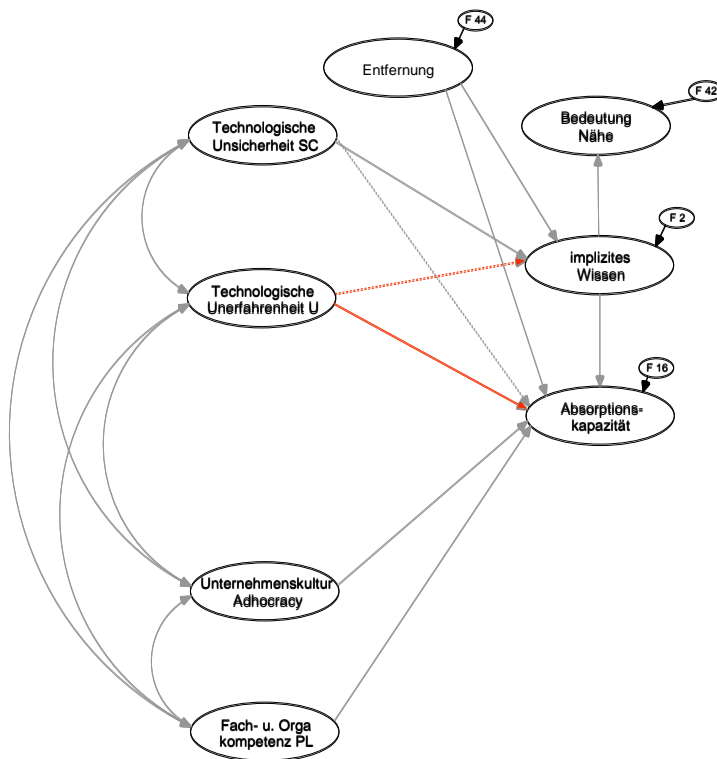 F 44
Entfernung
F 42
Bedeutung
Nähe
Technologische
Unsicherheit SC
F 2
implizites
Wissen
Technologische
Unerfahrenheit U
F 16
Absorptions-
kapazität
Unternehmenskultur
Adhocracy
Fach- u. Orga
kompetenz PL